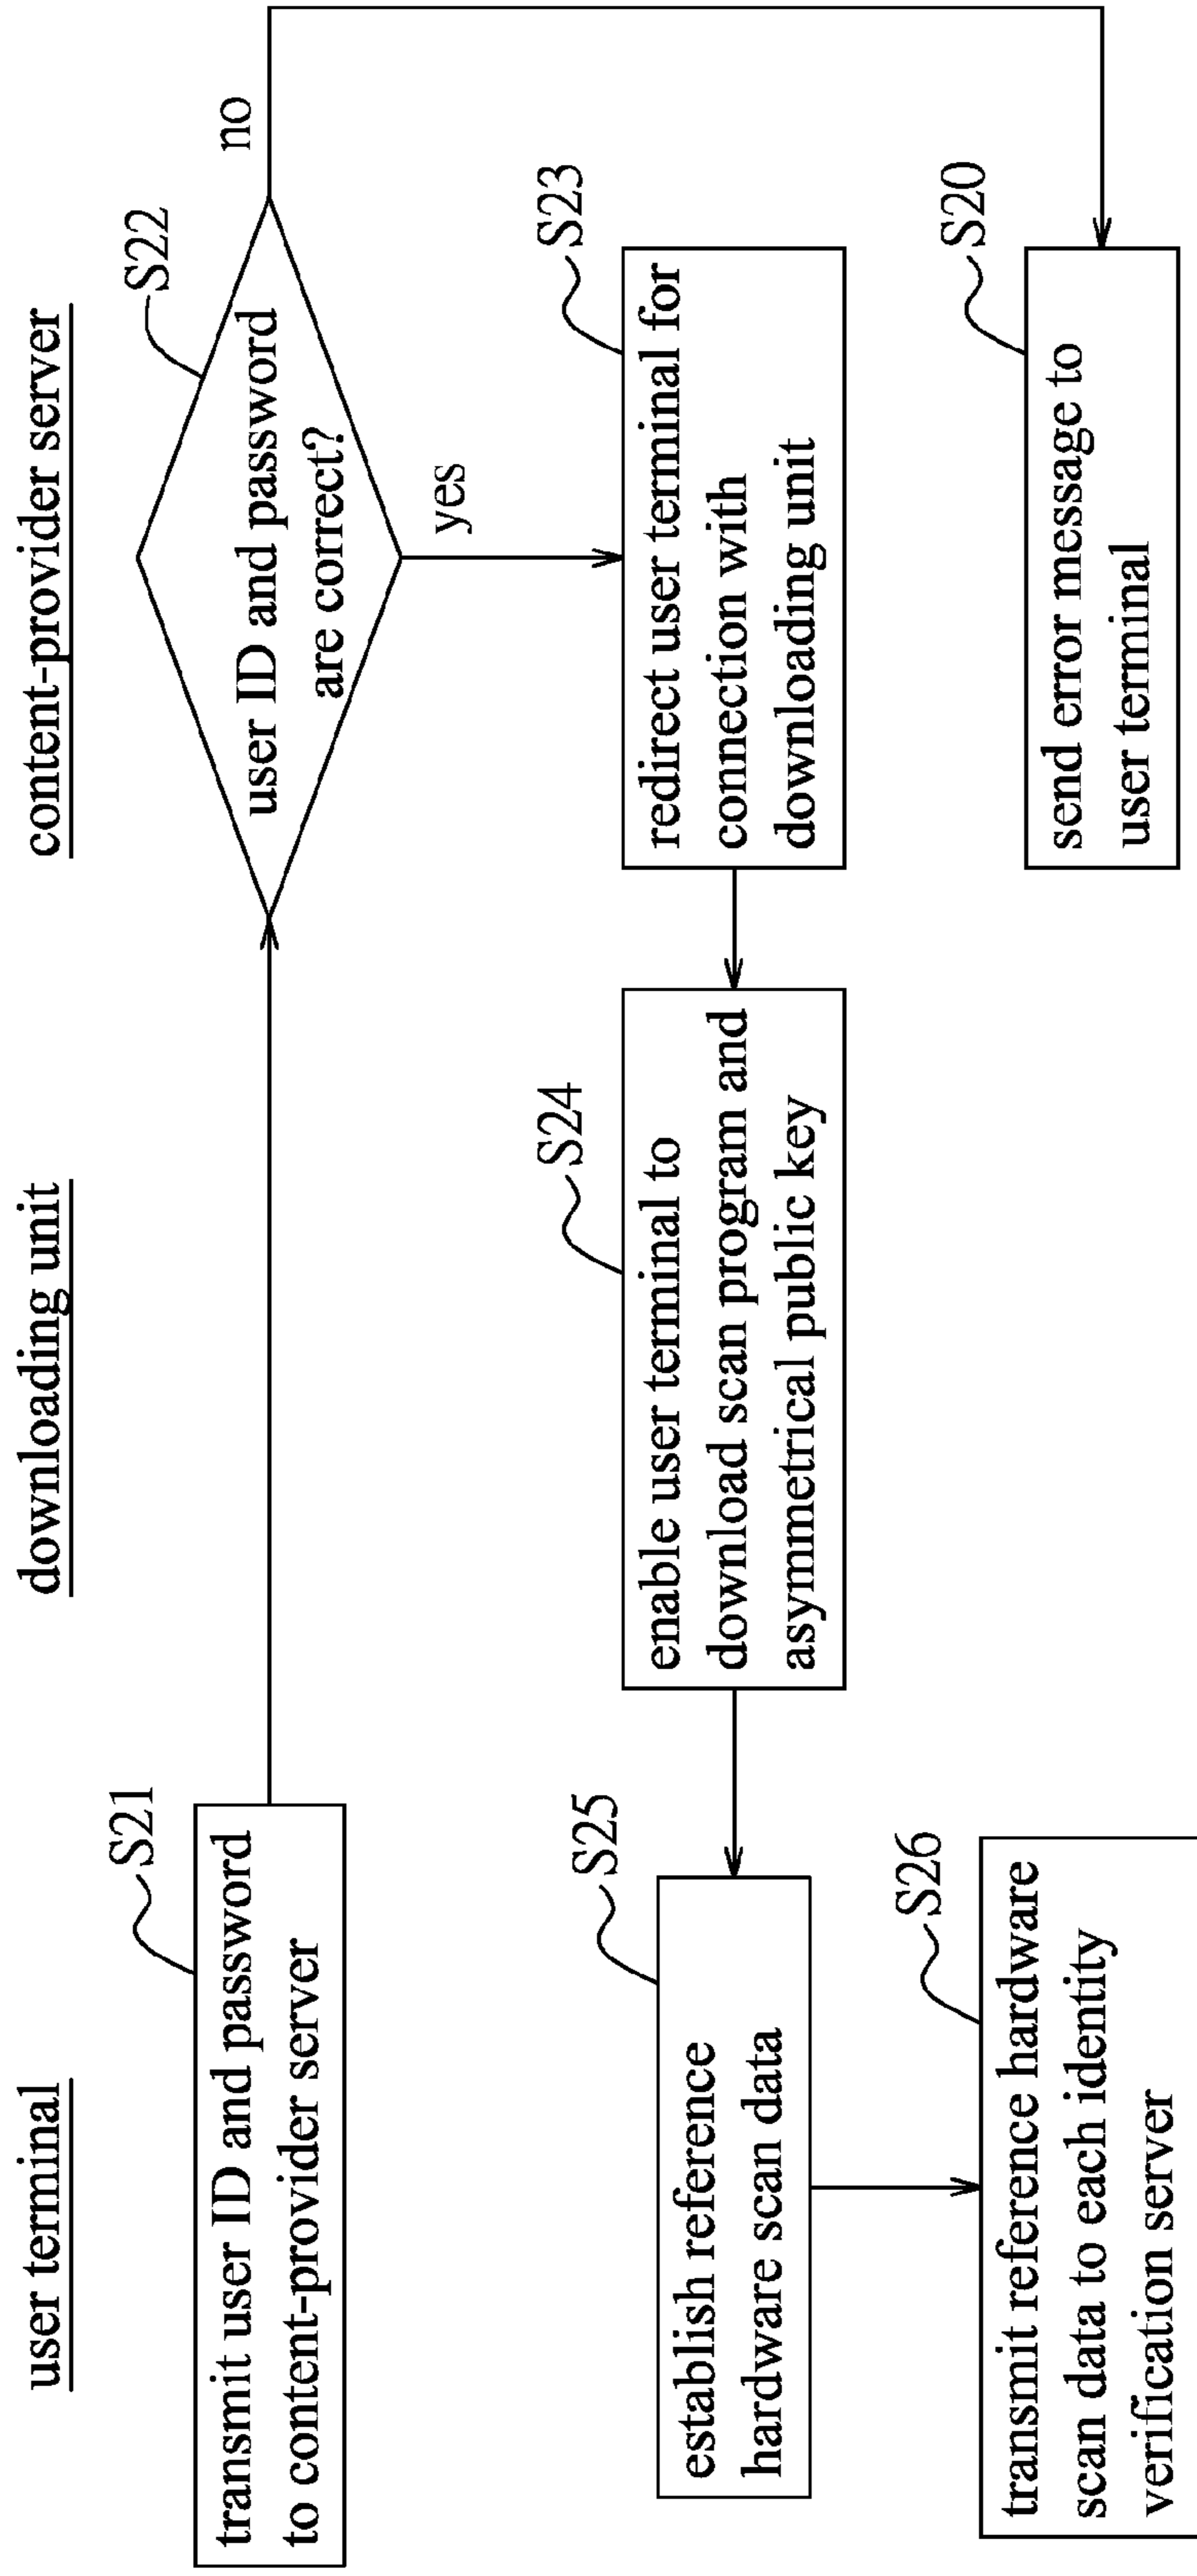 user terminal
downloading unit
content-provider server
S21
transmit user ID and password
to content-provider server
S22
user ID and password
are correct?
no
yes
S23
redirect user terminal for
connection with
downloading unit
S24
enable user terminal to
download scan program and
asymmetrical public key
S25
establish reference
hardware scan data
S26
transmit reference hardware
scan data to each identity
verification server
S20
send error message to
user terminal